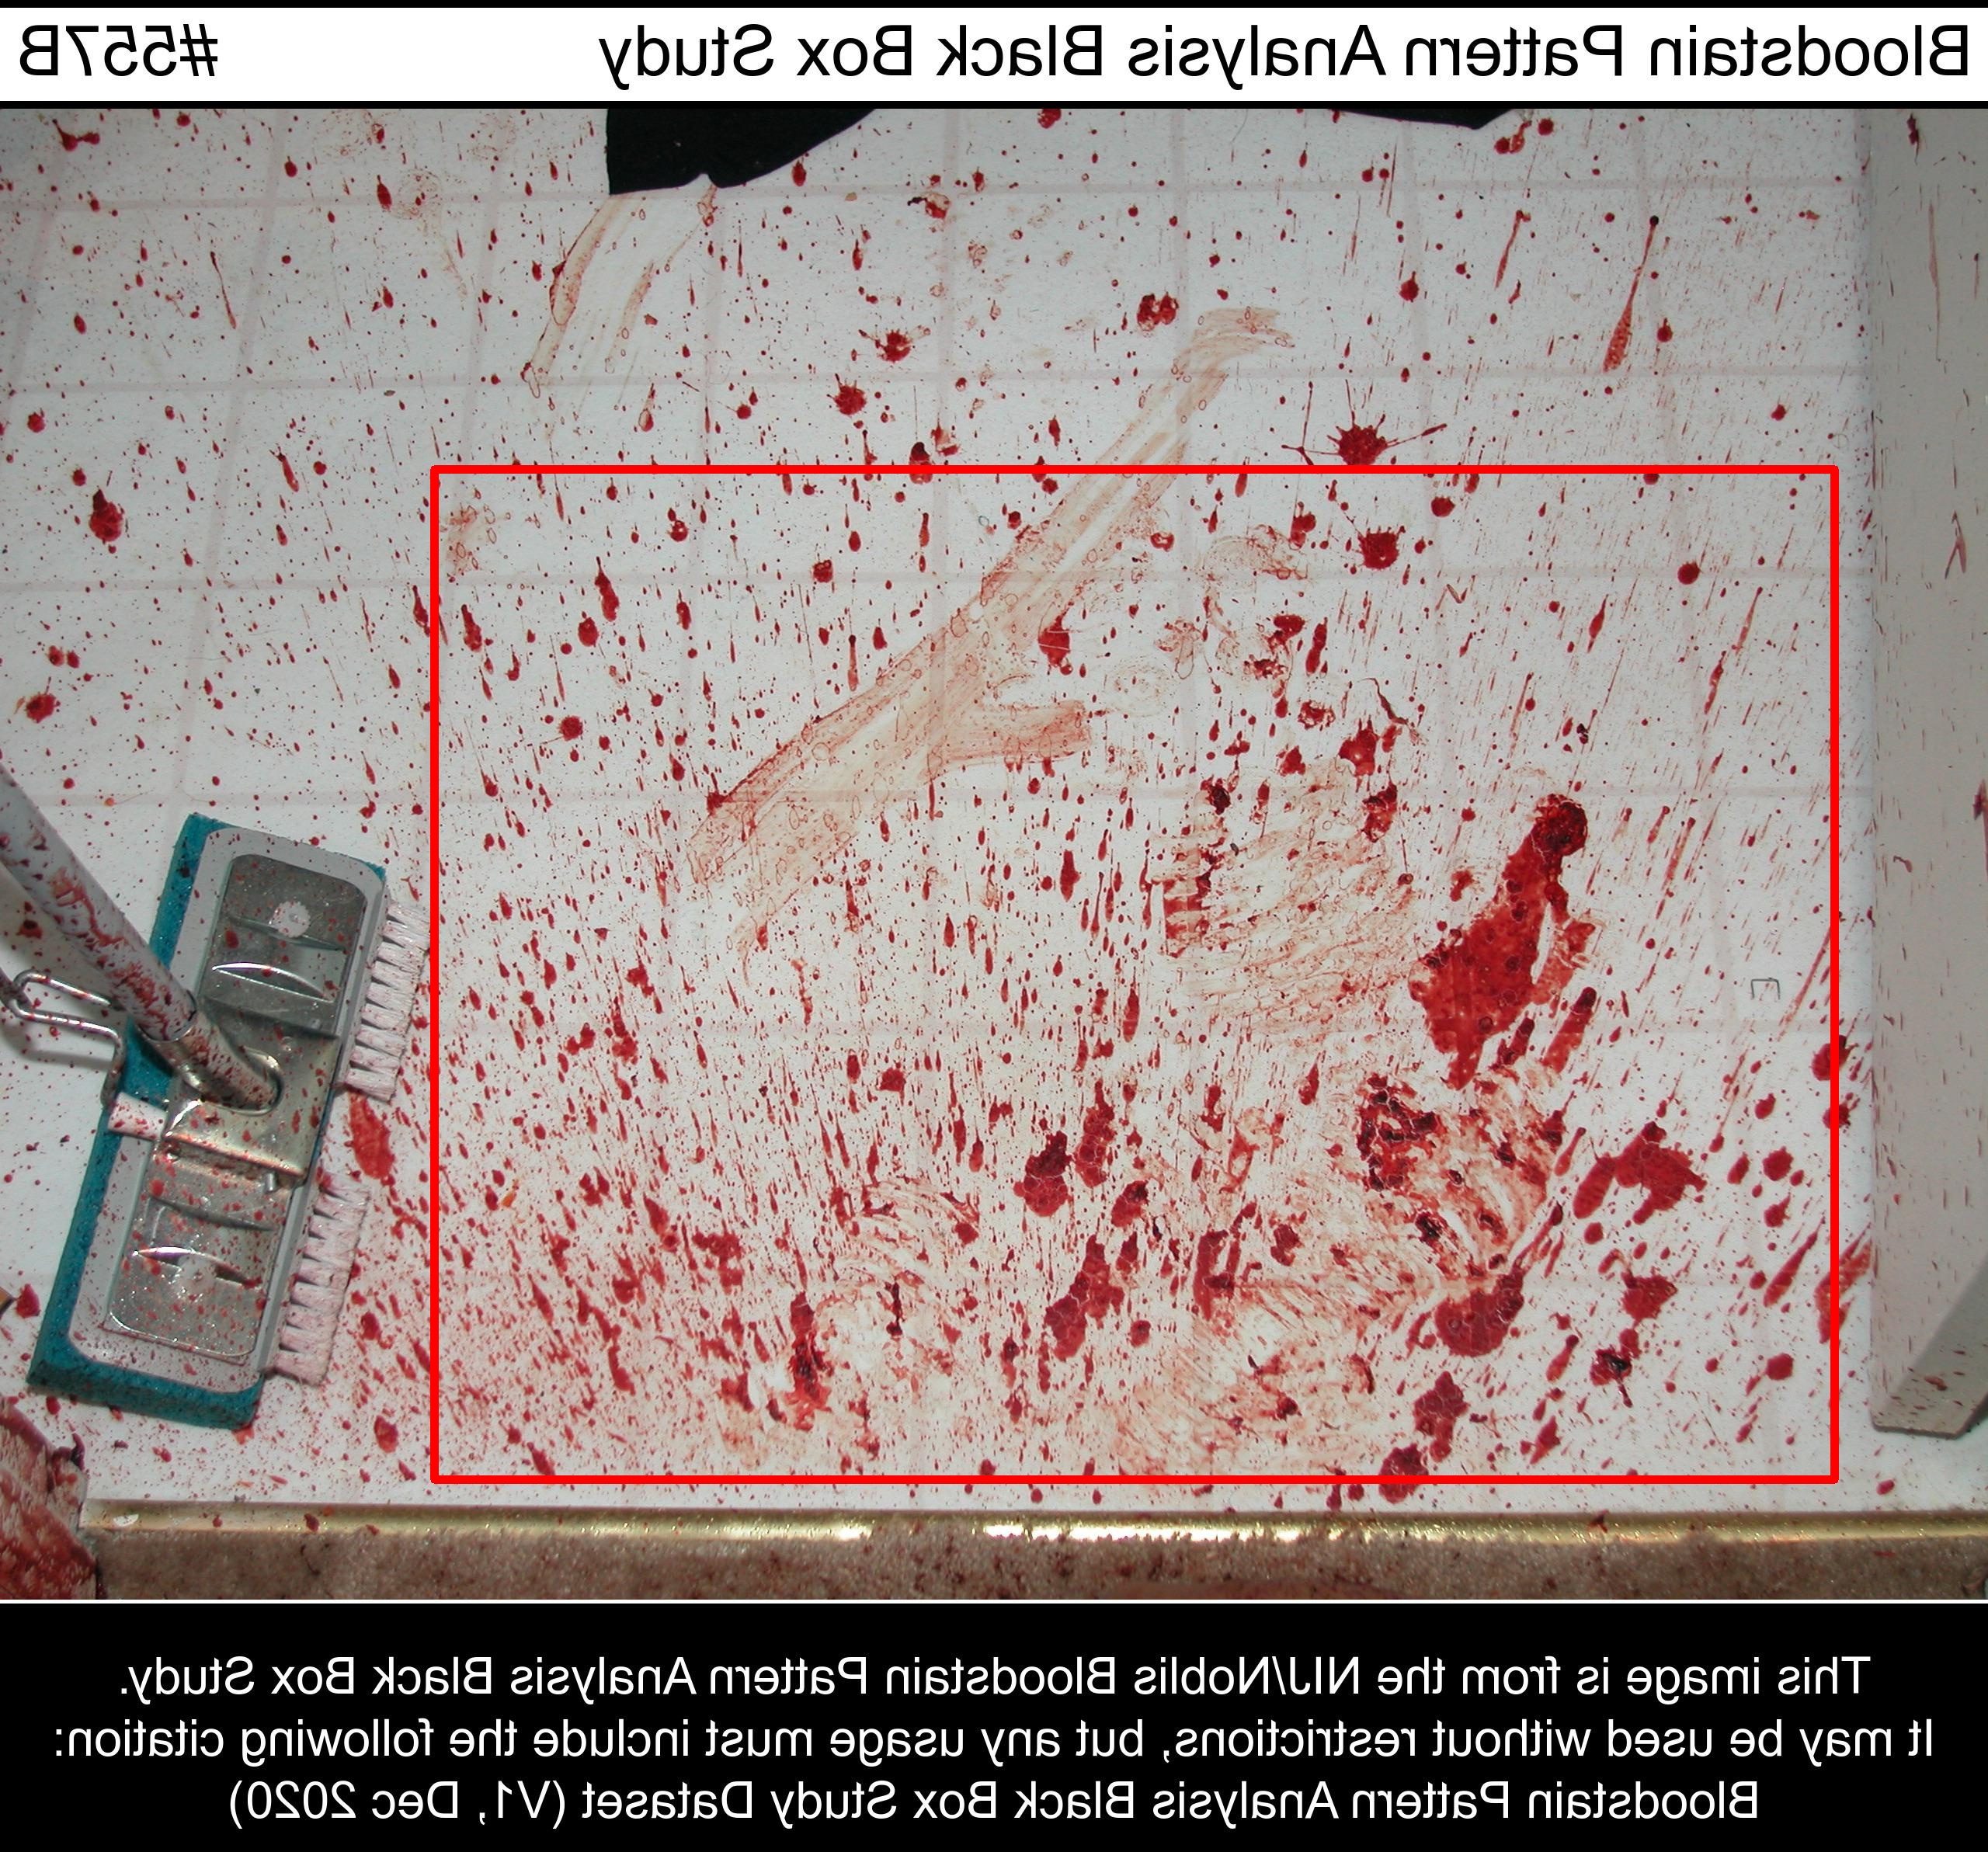 Bloodstain Pattern Analysis Black Box Study #557B
This image is from the NIJ/Noblis Bloodstain Pattern Analysis Black Box Study.
It may be used without restrictions, but any usage must include the following citation:
Bloodstain Pattern Analysis Black Box Study Dataset (V1, Dec 2020)